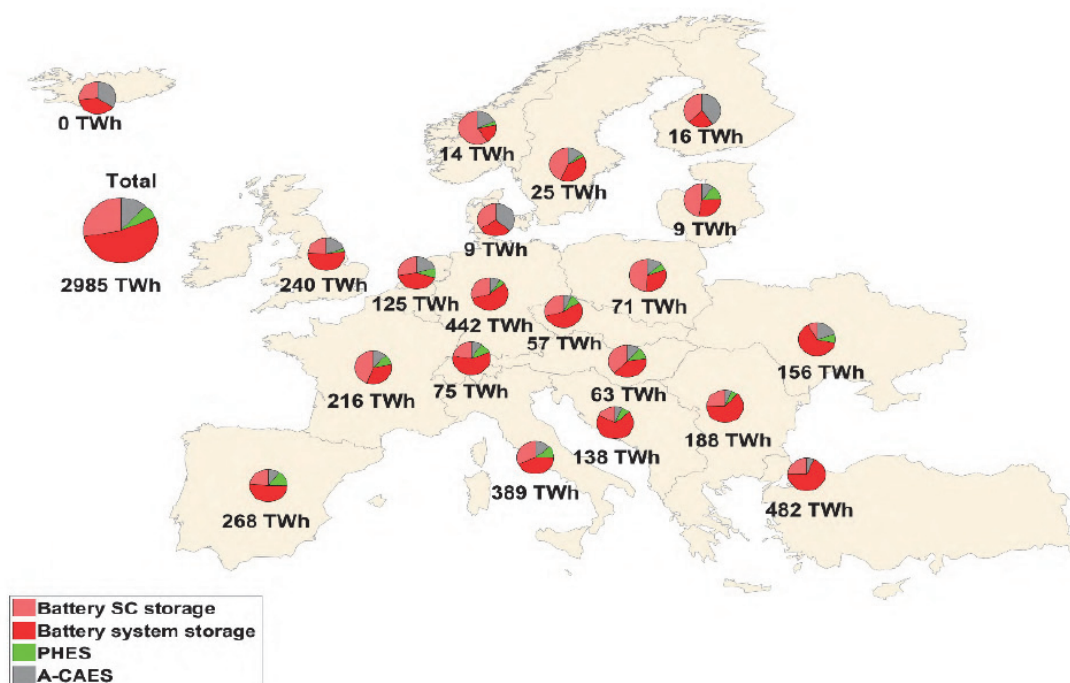 0 TWh
14 TWh
16 TWh
Total
25 TWh
9 TWh
9 TWh
2985 TWh
240 TWh
125 TWh
71 TWh
442 TWh
57 TWh
156 TWh
216 TWh
75 TWh
63 TWh
188 TWh
138 TWh
389 TWh
482 TWh
268 TWh
Battery SC storage
Battery system storage
PHES
A-CAES